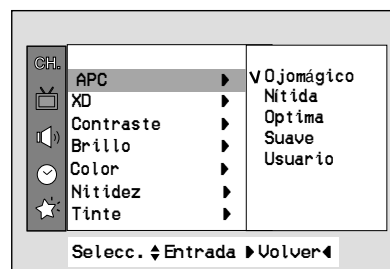 CH.
APC
XD
Contraste
Brillo
Color
Nitidez
Tinte
V Ojomágico
Nítida
Optima
Suave
Usuario
Selecc. Entrada Volver